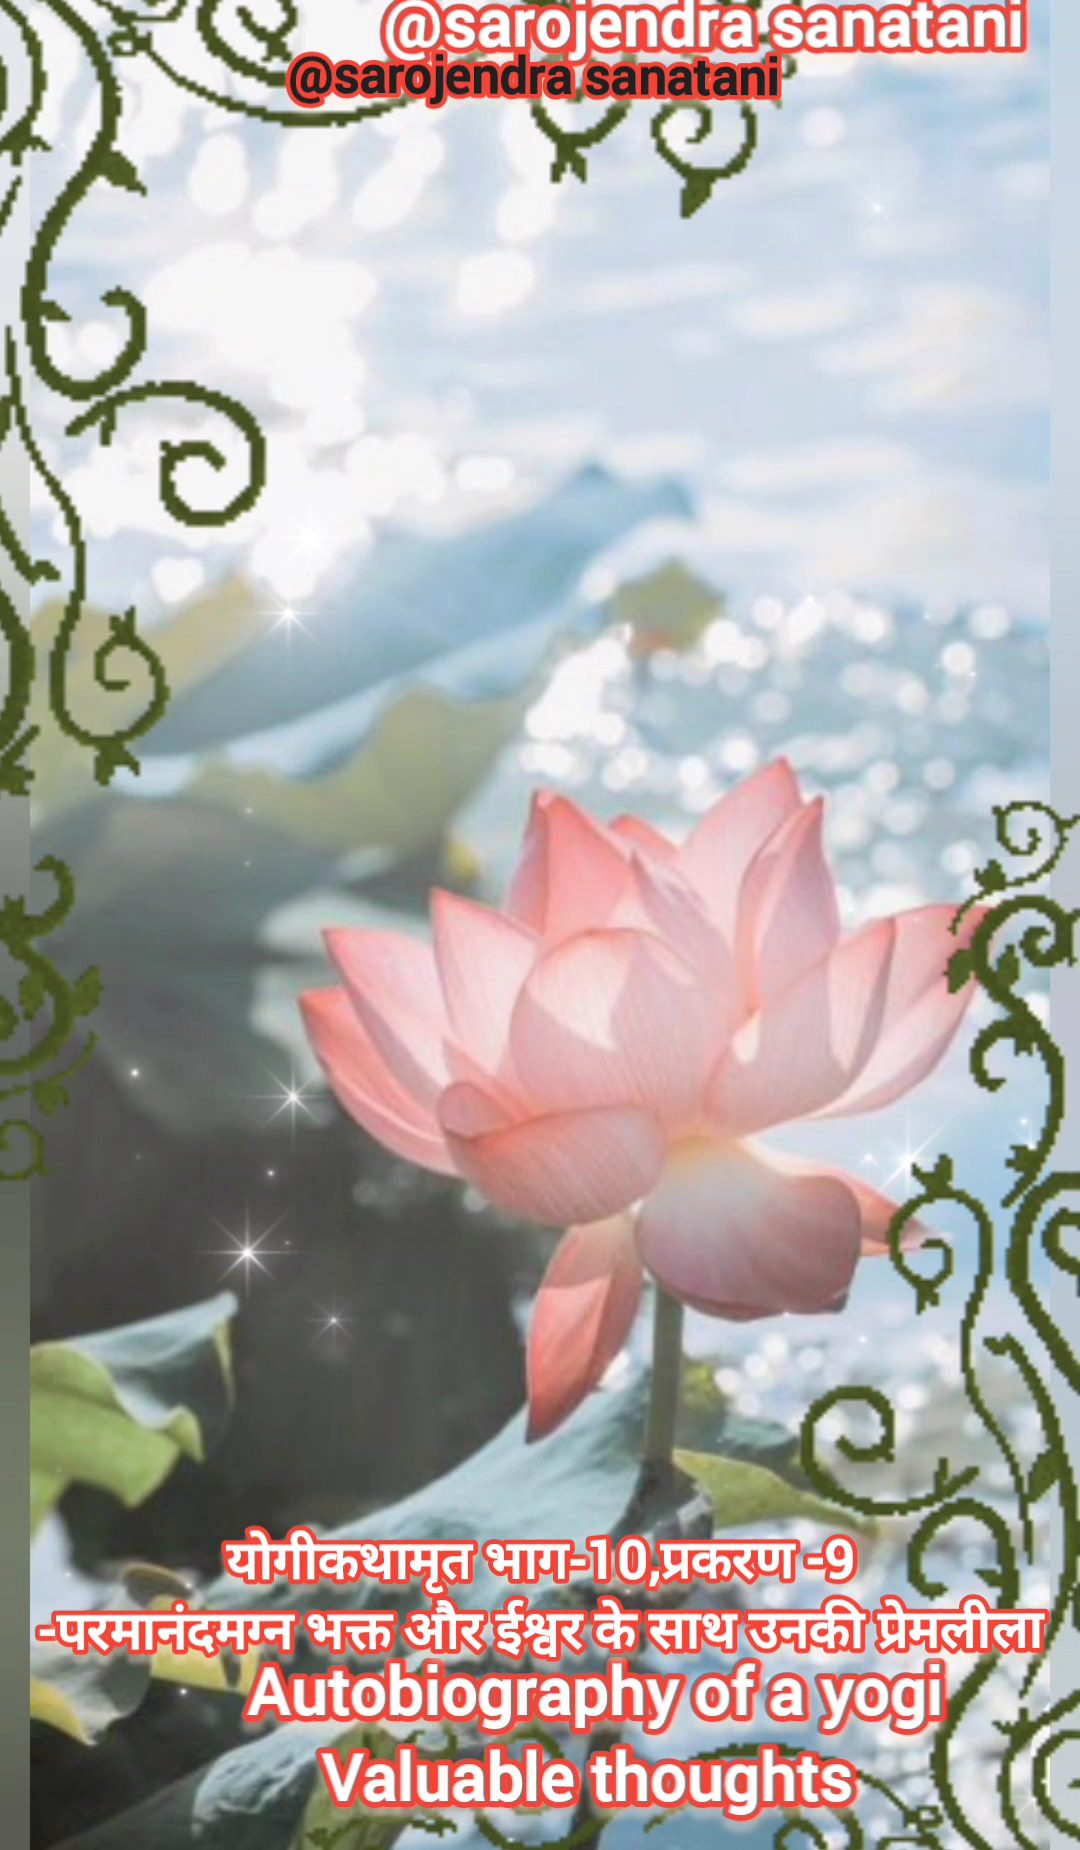 @sarojendra sanatani
@sarojendra sanatani
योगीकथामृत भाग-10,प्रकरण -9
-परमानंदमग्न भक्त और ईश्वर के साथ उनकी प्रेमलीला
Autobiography of a yogi
Valuable thoughts